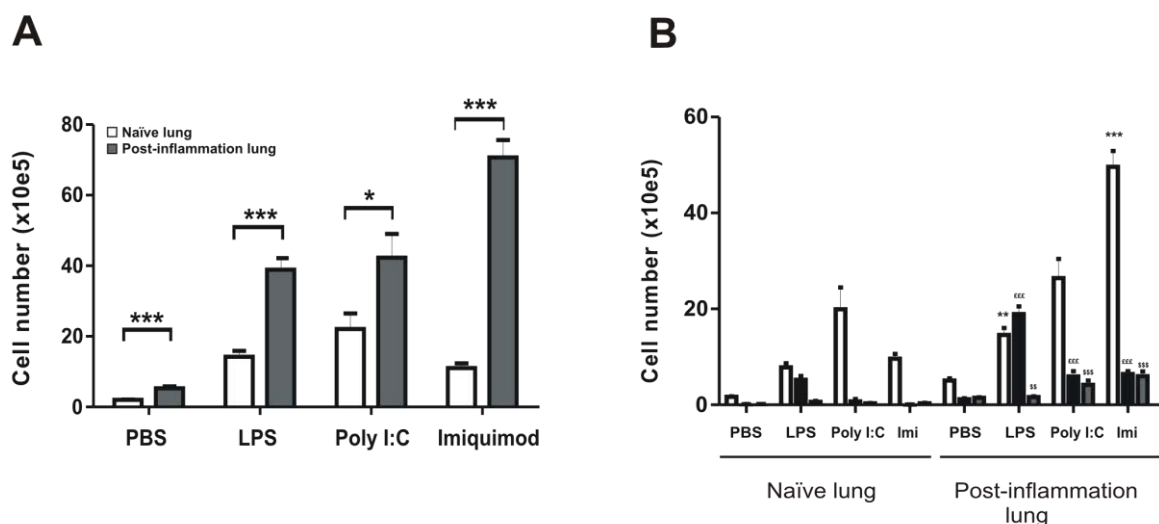 A
B
Cell number (x10e5)
80
60
40
20
0
Naïve lung
Post-inflammation lung
***
***
*
***
PBS
LPS
Poly I:C
Imiquimod
Cell number (x10e5)
60
40
20
0
**
£££
$$
£££
$$$
***
£££
$$$
PBS
LPS
Poly I:C
Imi
PBS
LPS
Poly I:C
Imi
Naïve lung
Post-inflammation
lung